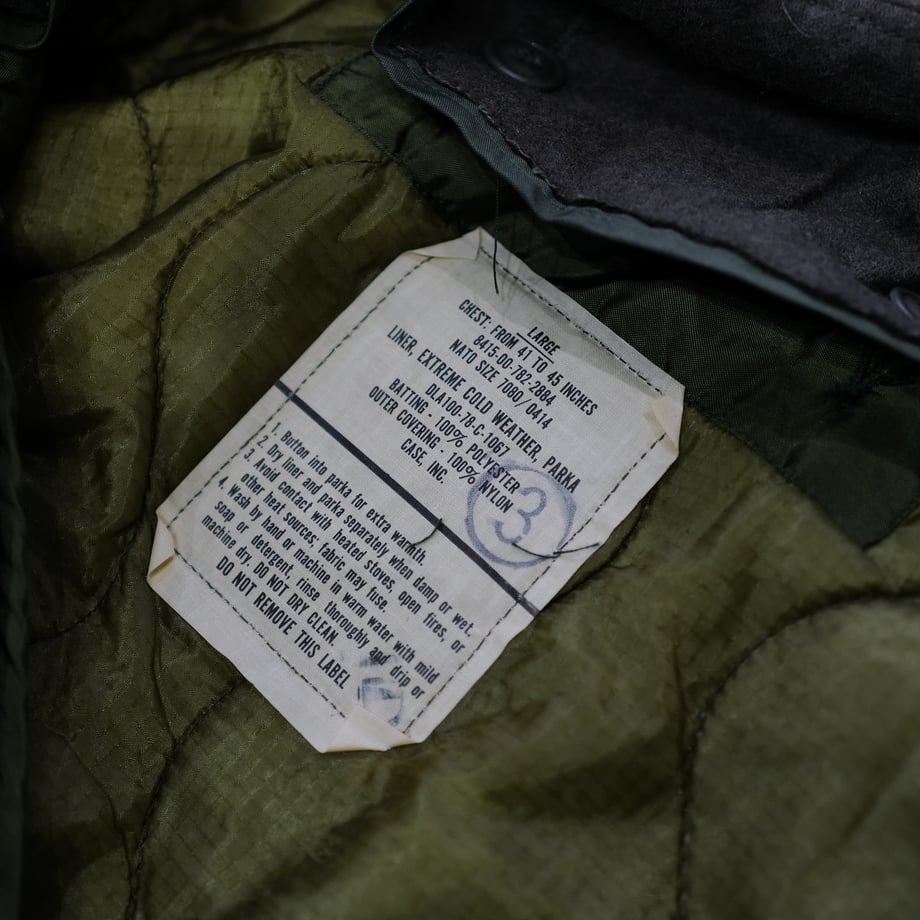 LARGE
CHEST: FROM 41 TO 45 INCHES
8415-00-782-2884
NATO SIZE 7080/0414
LINER, EXTREME COLD WEATHER, PARKA
DLA100-78-C-1067
BATTING - 100% POLYESTER
OUTER COVERING - 100% NYLON
CASE, INC.
3
1. Button into parka for extra warmth.
2. Dry liner and parka separately when damp or wet.
3. Avoid contact with heated stoves, open fires, or
other heat sources; fabric may fuse.
4. Wash by hand or machine in warm water with mild
soap or detergent, rinse thoroughly and drip or
machine dry. DO NOT DRY CLEAN.
DO NOT REMOVE THIS LABEL